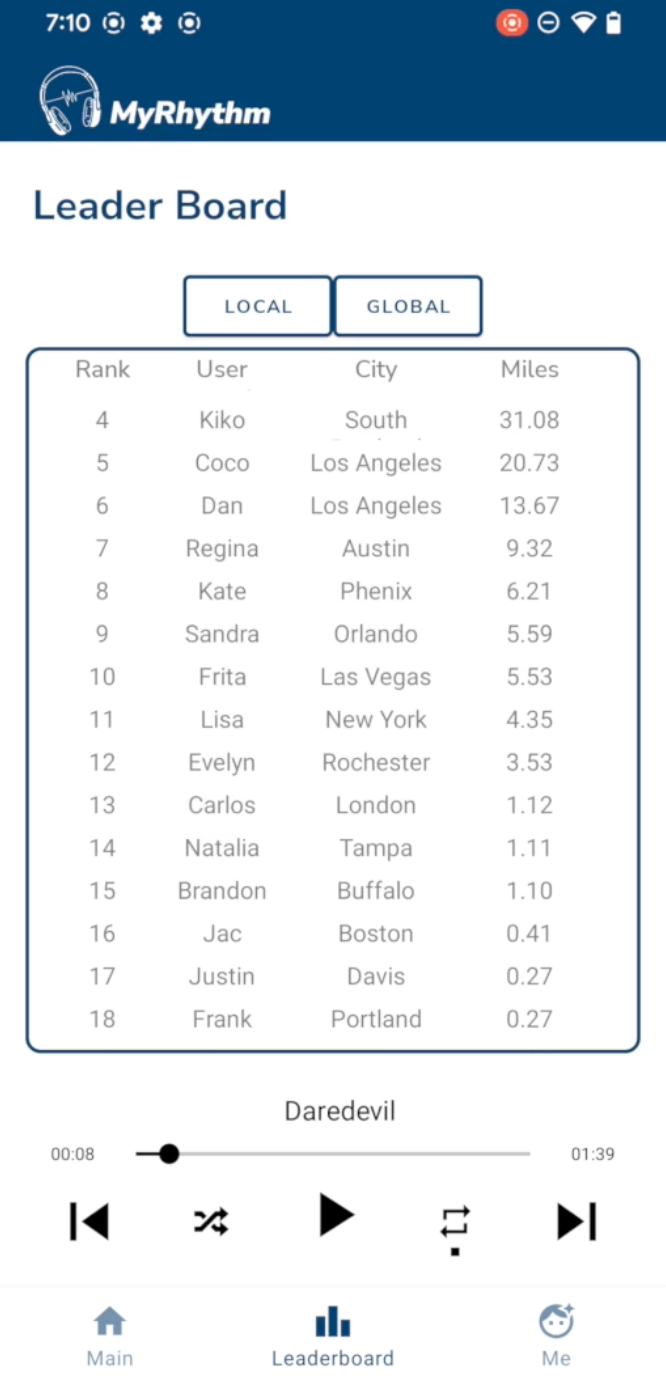 7:10
MyRhythm
Leader Board
LOCAL GLOBAL
Rank User City Miles
4 Kiko South 31.08
5 Coco Los Angeles 20.73
6 Dan Los Angeles 13.67
7 Regina Austin 9.32
8 Kate Phenix 6.21
9 Sandra Orlando 5.59
10 Frita Las Vegas 5.53
11 Lisa New York 4.35
12 Evelyn Rochester 3.53
13 Carlos London 1.12
14 Natalia Tampa 1.11
15 Brandon Buffalo 1.10
16 Jac Boston 0.41
17 Justin Davis 0.27
18 Frank Portland 0.27
Daredevil
00:08 01:39
Main Leaderboard Me